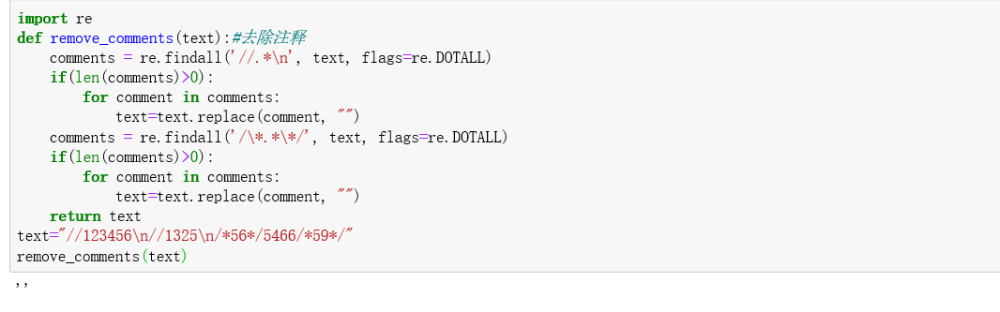 import re
def remove_comments(text):#去除注释
    comments = re.findall('//.*\n', text, flags=re.DOTALL)
    if(len(comments)>0):
        for comment in comments:
            text=text.replace(comment, "")
    comments = re.findall('/\*.*\*/', text, flags=re.DOTALL)
    if(len(comments)>0):
        for comment in comments:
            text=text.replace(comment, "")
    return text
text="//123456\n//1325\n/*56*/5466/*59*/"
remove_comments(text)
''